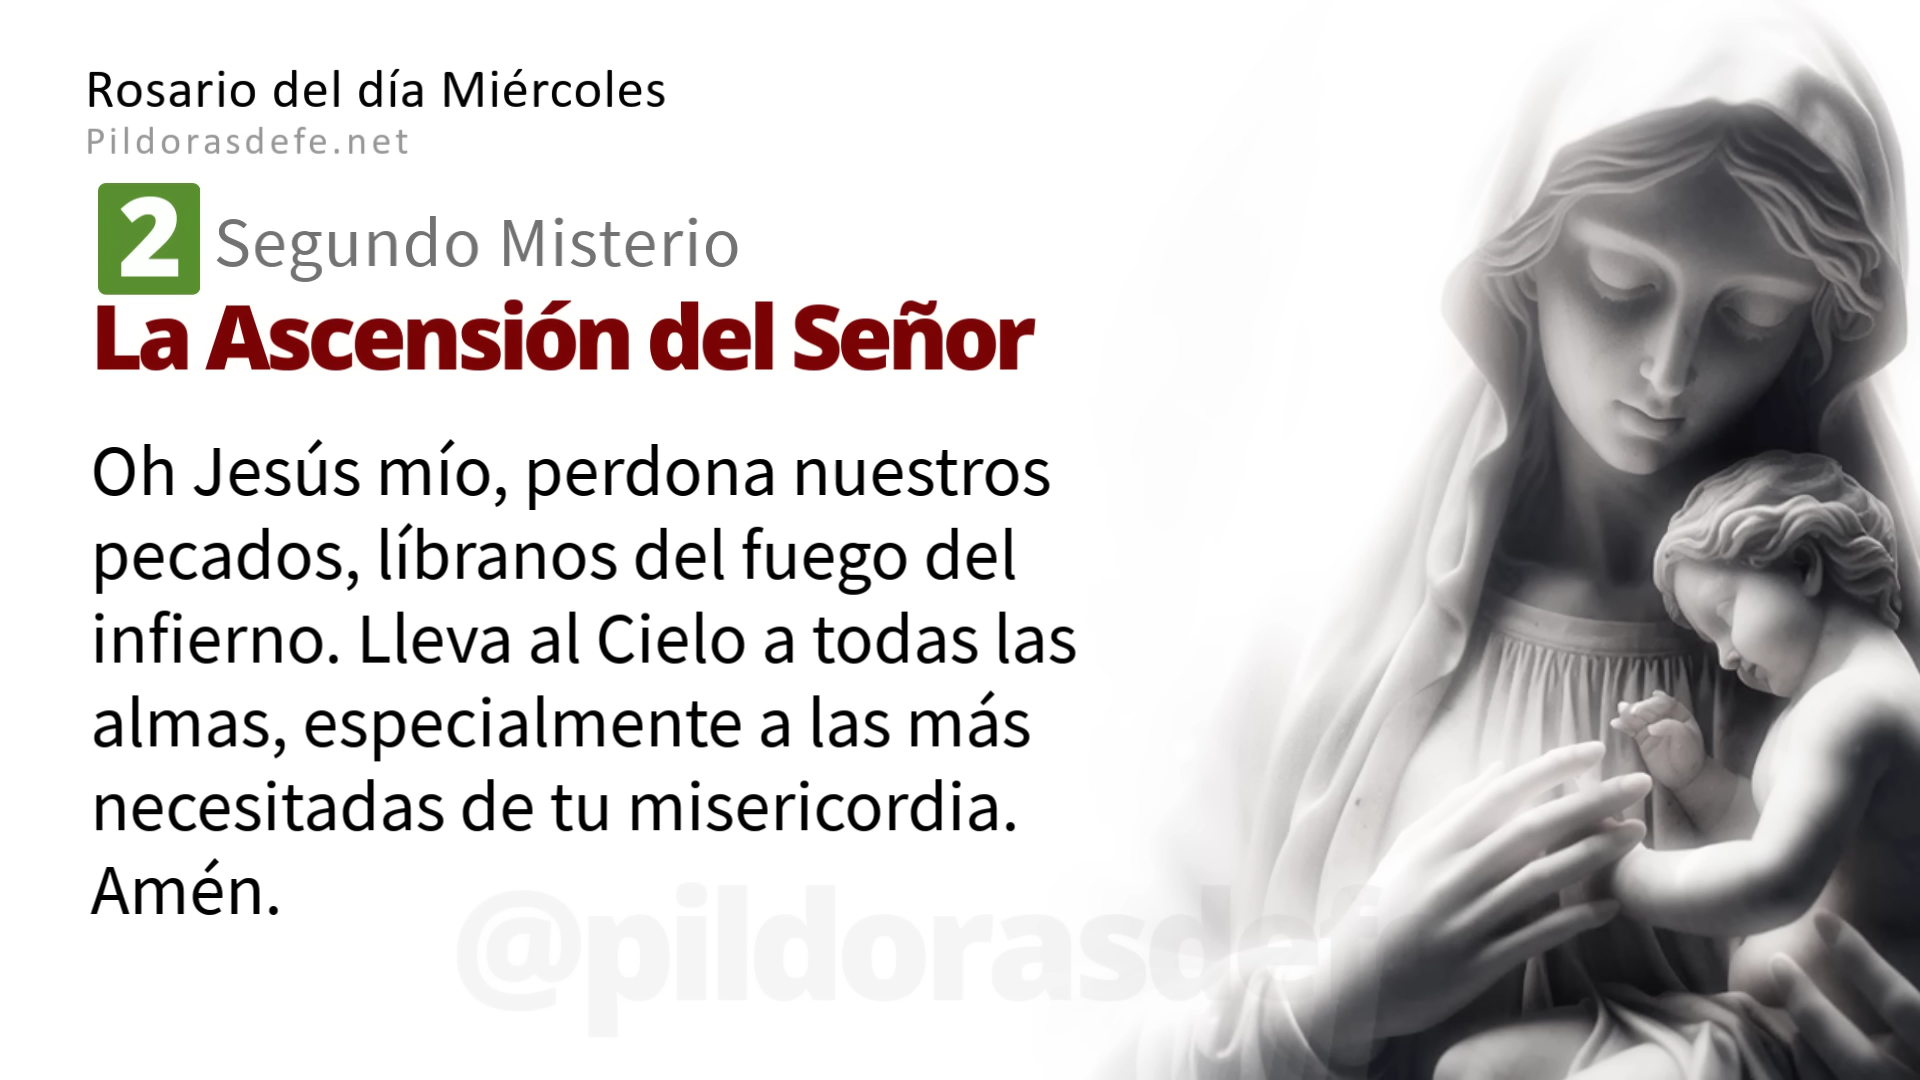 Rosario del día Miércoles
Pildorasdefe.net
2 Segundo Misterio
La Ascensión del Señor
Oh Jesús mío, perdona nuestros
pecados, líbranos del fuego del
infierno. Lleva al Cielo a todas las
almas, especialmente a las más
necesitadas de tu misericordia.
Amén.
@pildorasdefe